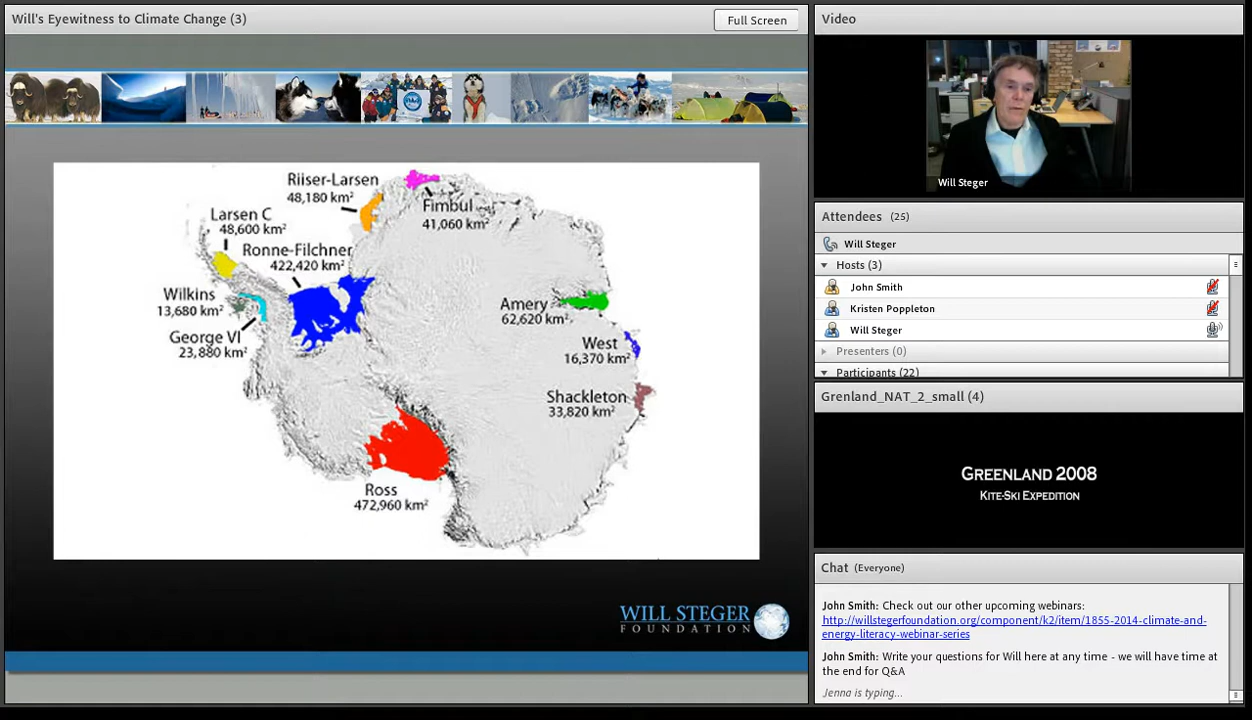 Will's Eyewitness to Climate Change (3)
Full Screen
Riiser-Larsen
48,180 km²
Fimbul
41,060 km²
Larsen C
48,600 km²
Ronne-Filchner
422,420 km²
Wilkins
13,680 km²
George VI
23,880 km²
Amery
62,620 km²
West
16,370 km²
Shackleton
33,820 km²
Ross
472,960 km²
WILL STEGER
FOUNDATION
Video
Will Steger
Attendees (25)
Will Steger
Hosts (3)
John Smith
Kristen Poppleton
Will Steger
Presenters (0)
Participants (22)
Grenland_NAT_2_small (4)
GREENLAND 2008
KITE-SKI EXPEDITION
Chat (Everyone)
John Smith: Check out our other upcoming webinars:
http://willstegerfoundation.org/component/k2/item/1855-2014-climate-and-
energy-literacy-webinar-series
John Smith: Write your questions for Will here at any time - we will have time at
the end for Q&A
Jenna is typing...